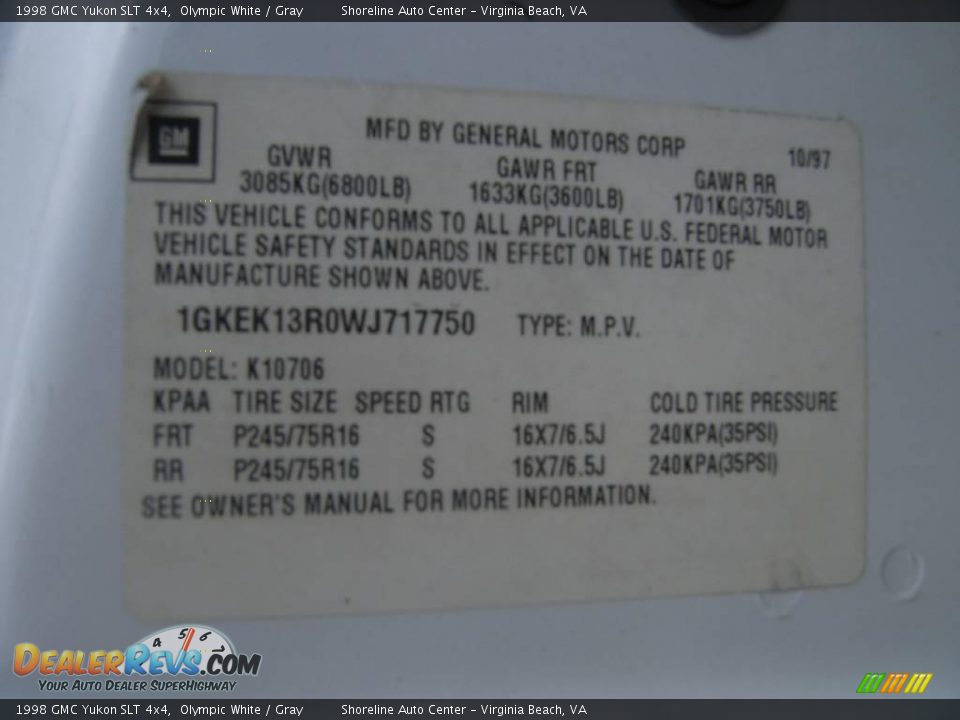 1998 GMC Yukon SLT 4x4,  Olympic White / Gray          Shoreline Auto Center - Virginia Beach, VA
GM
MFD BY GENERAL MOTORS CORP
10/97
GVWR GAWR FRT GAWR RR
3085KG(6800LB) 1633KG(3600LB) 1701KG(3750LB)
THIS VEHICLE CONFORMS TO ALL APPLICABLE U.S. FEDERAL MOTOR
VEHICLE SAFETY STANDARDS IN EFFECT ON THE DATE OF
MANUFACTURE SHOWN ABOVE.
1GKEK13R0WJ717750 TYPE: M.P.V.
MODEL: K10706
KPAA TIRE SIZE SPEED RTG RIM COLD TIRE PRESSURE
FRT P245/75R16 S 16X7/6.5J 240KPA(35PSI)
RR P245/75R16 S 16X7/6.5J 240KPA(35PSI)
SEE OWNER'S MANUAL FOR MORE INFORMATION.
4 5 6 7
DEALERREVS.COM
YOUR AUTO DEALER SUPERHIGHWAY
1998 GMC Yukon SLT 4x4,  Olympic White / Gray          Shoreline Auto Center - Virginia Beach, VA